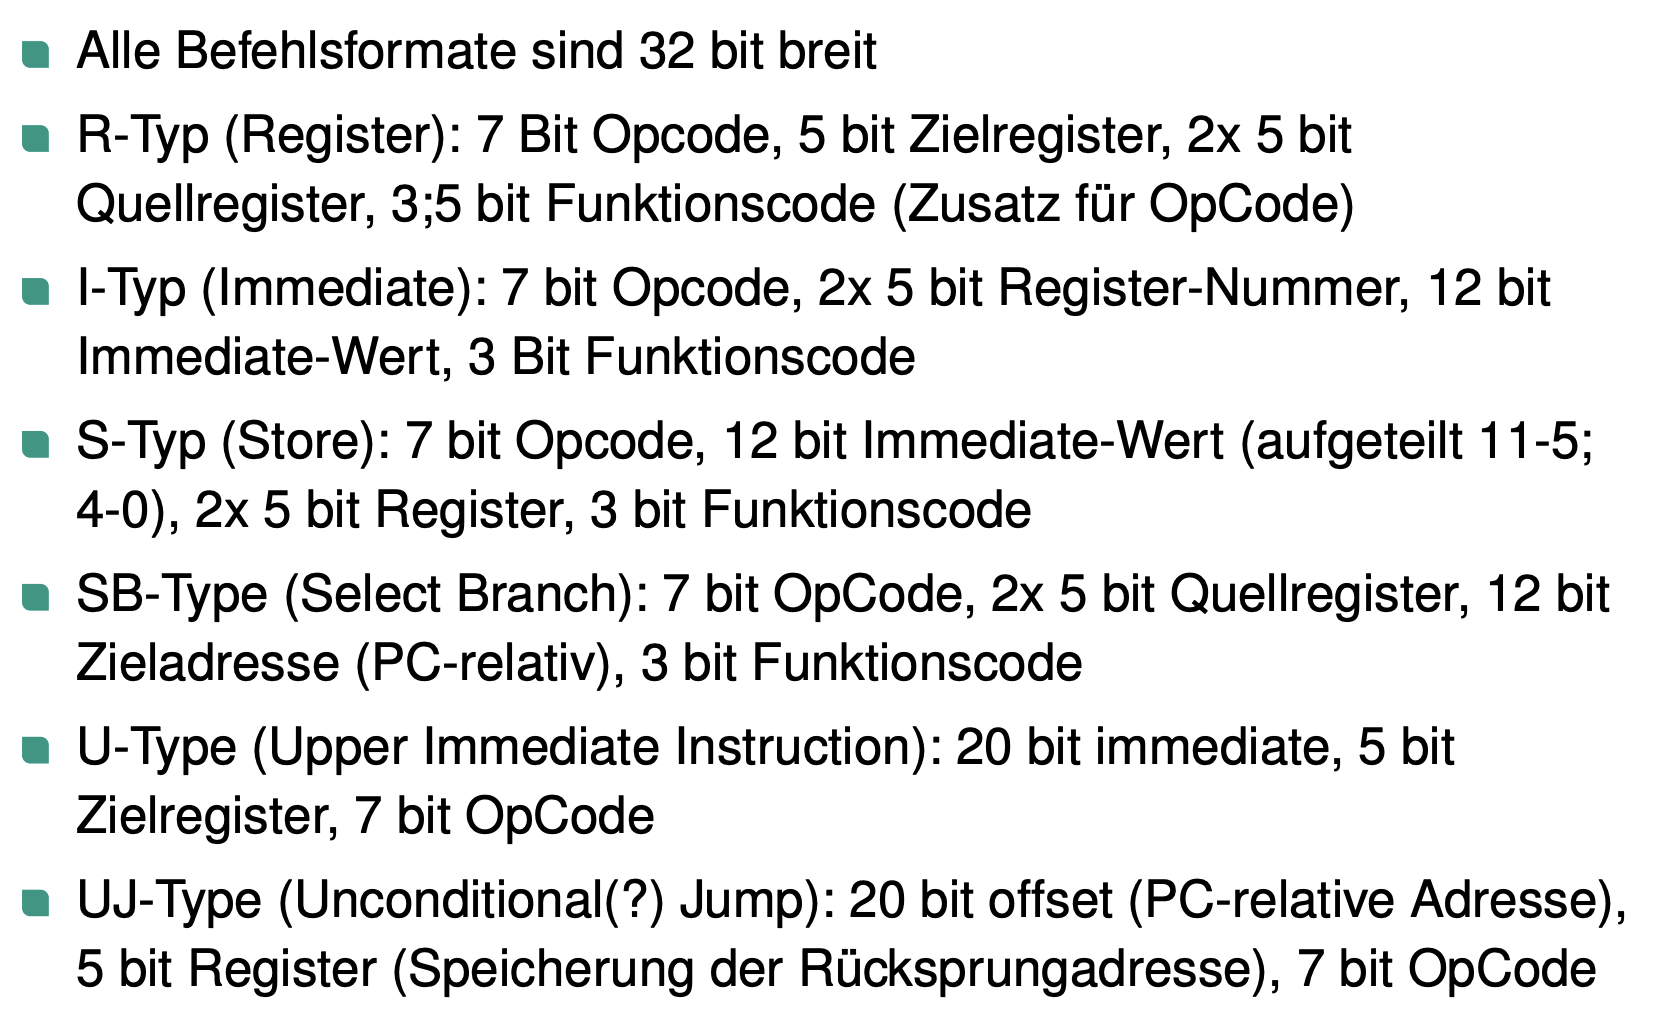 Alle Befehlsformate sind 32 bit breit
R-Typ (Register): 7 Bit Opcode, 5 bit Zielregister, 2x 5 bit
Quellregister, 3;5 bit Funktionscode (Zusatz für OpCode)
I-Typ (Immediate): 7 bit Opcode, 2x 5 bit Register-Nummer, 12 bit
Immediate-Wert, 3 Bit Funktionscode
S-Typ (Store): 7 bit Opcode, 12 bit Immediate-Wert (aufgeteilt 11-5;
4-0), 2x 5 bit Register, 3 bit Funktionscode
SB-Type (Select Branch): 7 bit OpCode, 2x 5 bit Quellregister, 12 bit
Zieladresse (PC-relativ), 3 bit Funktionscode
U-Type (Upper Immediate Instruction): 20 bit immediate, 5 bit
Zielregister, 7 bit OpCode
UJ-Type (Unconditional(?) Jump): 20 bit offset (PC-relative Adresse),
5 bit Register (Speicherung der Rücksprungadresse), 7 bit OpCode